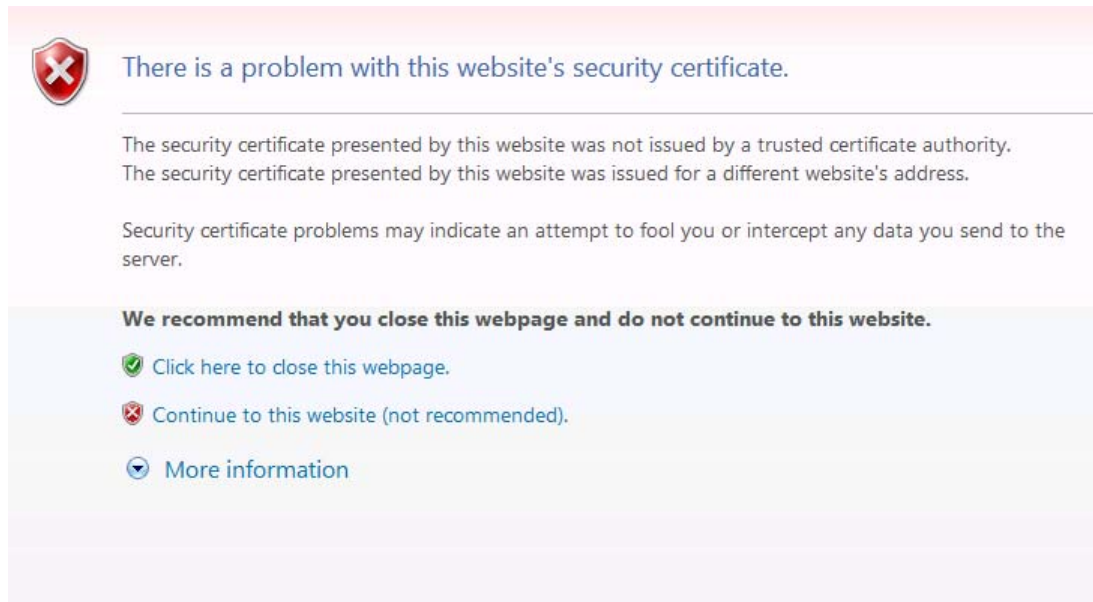 There is a problem with this website's security certificate.
The security certificate presented by this website was not issued by a trusted certificate authority.
The security certificate presented by this website was issued for a different website's address.
Security certificate problems may indicate an attempt to fool you or intercept any data you send to the
server.
We recommend that you close this webpage and do not continue to this website.
Click here to close this webpage.
Continue to this website (not recommended).
More information